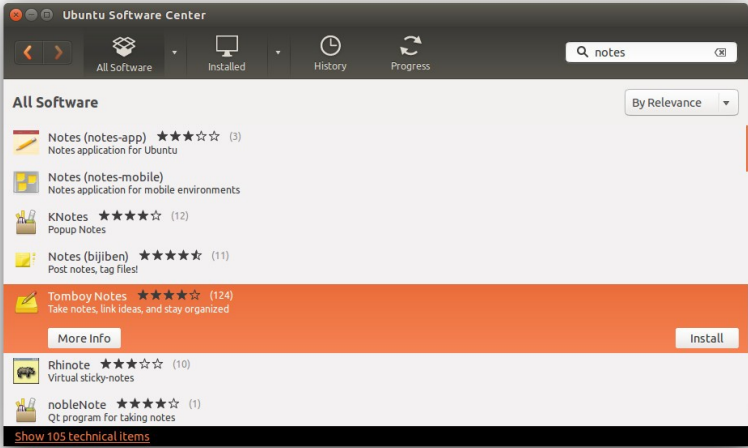 Ubuntu Software Center
All Software
Installed
History
Progress
notes
All Software
By Relevance
Notes (notes-app) (3)
Notes application for Ubuntu
Notes (notes-mobile)
Notes application for mobile environments
KNotes (12)
Popup Notes
Notes (bijiben) (11)
Post notes, tag files!
Tomboy Notes (124)
Take notes, link ideas, and stay organized
More Info
Install
Rhinote (10)
Virtual sticky-notes
nobleNote (1)
Qt program for taking notes
Show 105 technical items